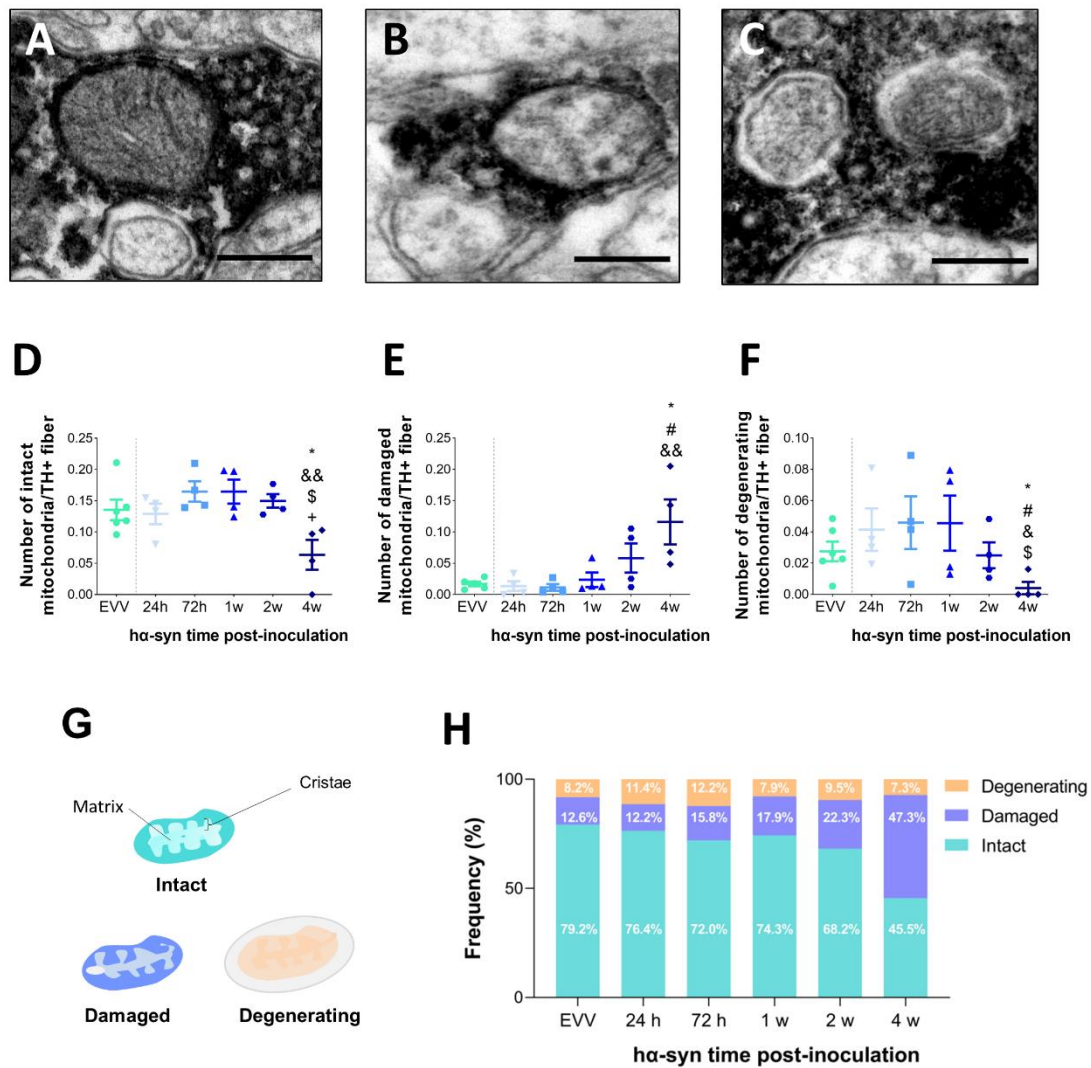 A
B
C
D
E
F
Number of intact
mitochondria/TH+ fiber
0.25
0.20
0.15
0.10
0.05
0.00
*
&&
$
+
EVV 24h 72h 1w 2w 4w
hα-syn time post-inoculation
Number of damaged
mitochondria/TH+ fiber
0.25
0.20
0.15
0.10
0.05
0.00
*
#
&&
EVV 24h 72h 1w 2w 4w
hα-syn time post-inoculation
Number of degenerating
mitochondria/TH+ fiber
0.10
0.08
0.06
0.04
0.02
0.00
*
#
&
$
EVV 24h 72h 1w 2w 4w
hα-syn time post-inoculation
G
Matrix
Cristae
Intact
Damaged
Degenerating
H
Frequency (%)
100
50
0
8.2% 11.4% 12.2% 7.9% 9.5% 7.3%
12.6% 12.2% 15.8% 17.9% 22.3% 47.3%
79.2% 76.4% 72.0% 74.3% 68.2% 45.5%
EVV 24 h 72 h 1 w 2 w 4 w
hα-syn time post-inoculation
Degenerating
Damaged
Intact